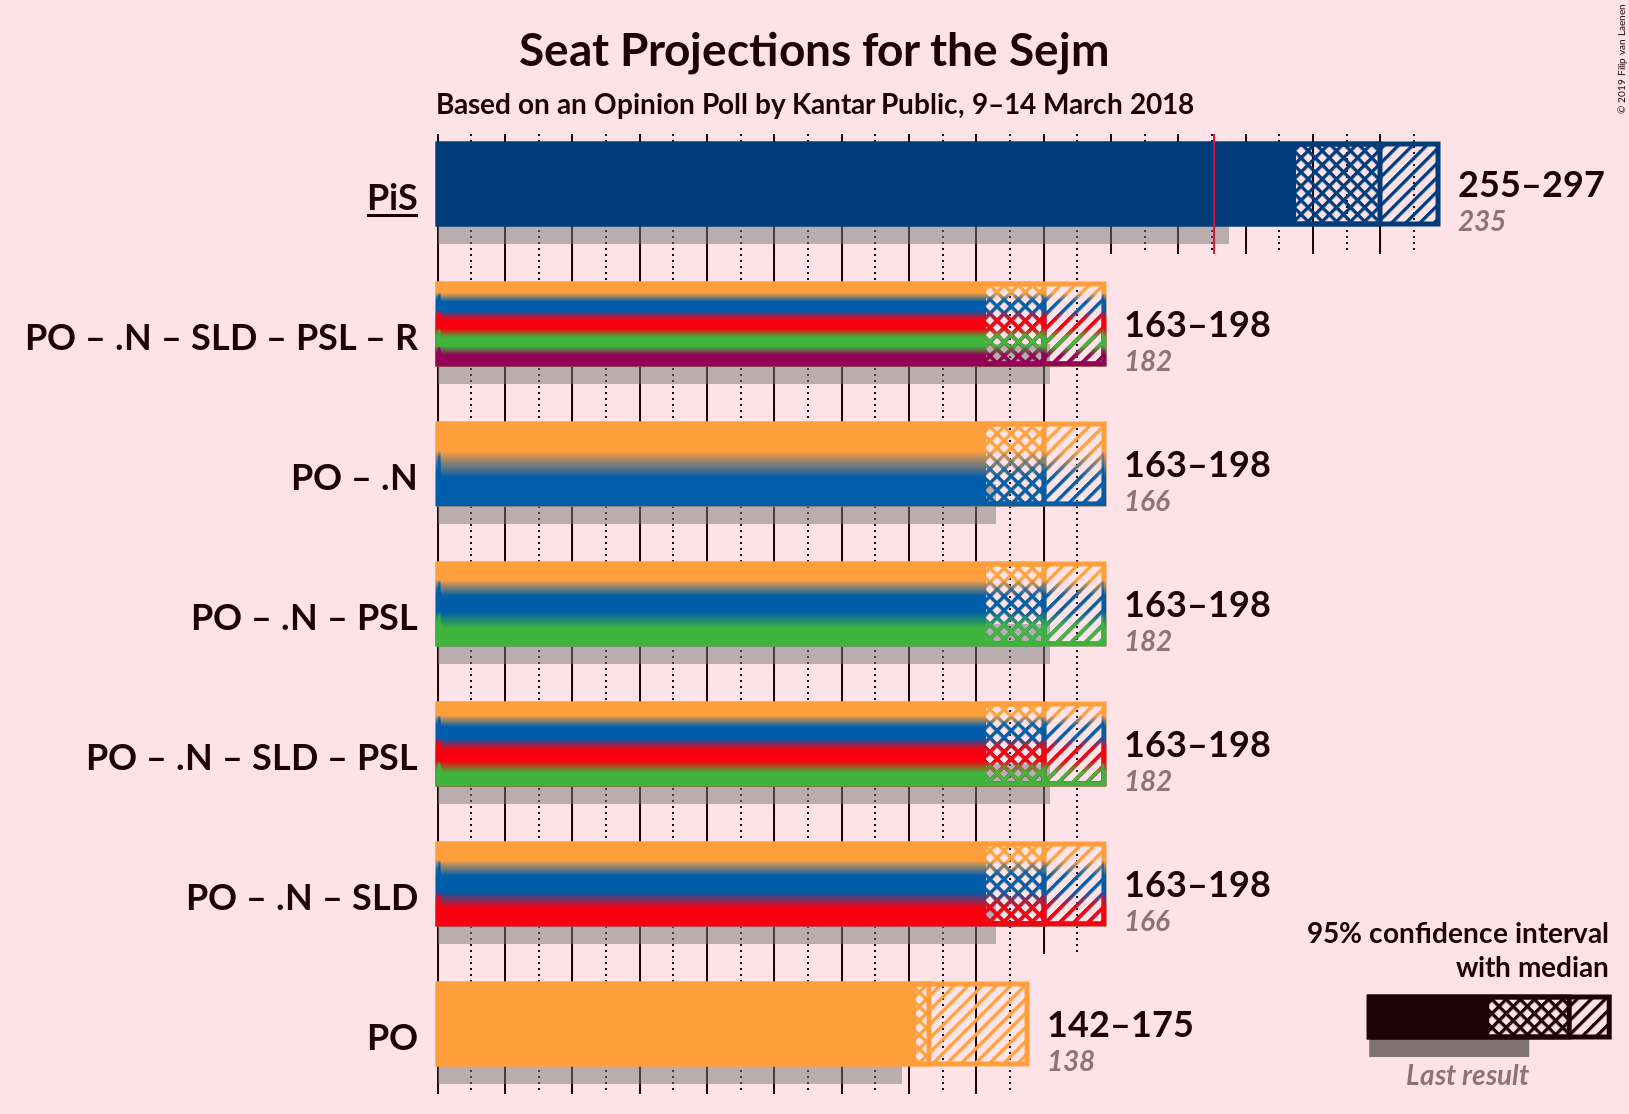 Seat Projections for the Sejm
Based on an Opinion Poll by Kantar Public, 9–14 March 2018
© 2019 Filip van Laenen
PiS
255–297
235
PO – .N – SLD – PSL – R
163–198
182
PO – .N
163–198
166
PO – .N – PSL
163–198
182
PO – .N – SLD – PSL
163–198
182
PO – .N – SLD
163–198
166
PO
142–175
138
95% confidence interval
with median
Last result